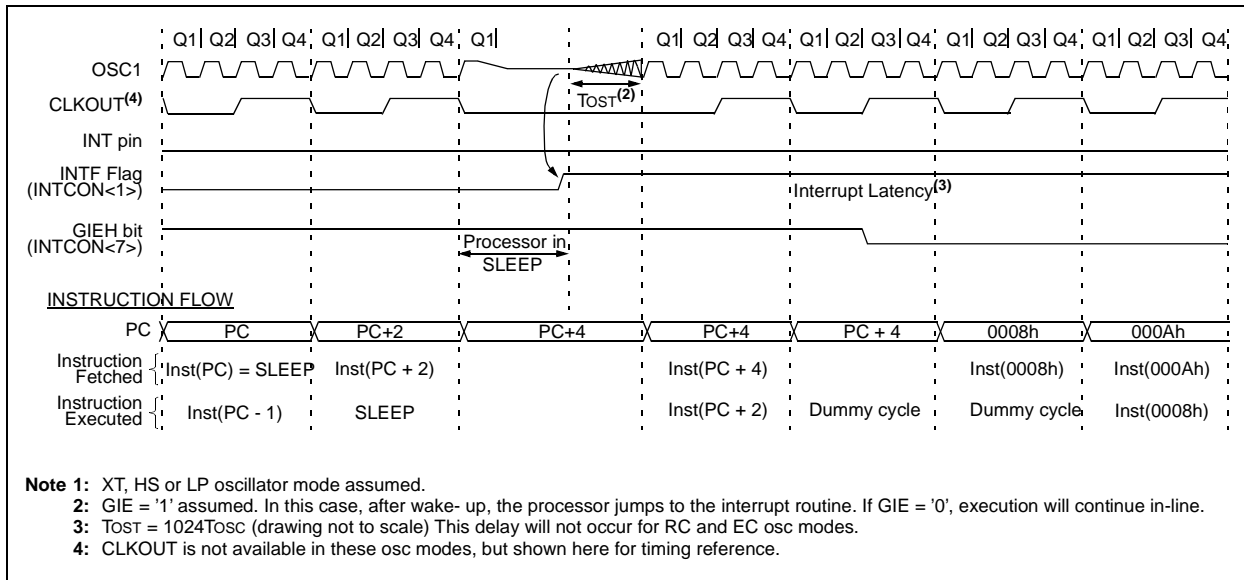 Q1 Q2 Q3 Q4 Q1 Q2 Q3 Q4 Q1 Q1 Q2 Q3 Q4 Q1 Q2 Q3 Q4 Q1 Q2 Q3 Q4 Q1 Q2 Q3 Q4
OSC1
CLKOUT(4)
TOST(2)
INT pin
INTF Flag
(INTCON<1>)
Interrupt Latency(3)
GIEH bit
(INTCON<7>)
Processor in
SLEEP
INSTRUCTION FLOW
PC PC PC+2 PC+4 PC+4 PC + 4 0008h 000Ah
Instruction
Fetched
Inst(PC) = SLEEP Inst(PC + 2) Inst(PC + 4) Inst(0008h) Inst(000Ah)
Instruction
Executed
Inst(PC - 1) SLEEP Inst(PC + 2) Dummy cycle Dummy cycle Inst(0008h)
Note 1: XT, HS or LP oscillator mode assumed.
2: GIE = '1' assumed. In this case, after wake- up, the processor jumps to the interrupt routine. If GIE = '0', execution will continue in-line.
3: TOST = 1024TOSC (drawing not to scale) This delay will not occur for RC and EC osc modes.
4: CLKOUT is not available in these osc modes, but shown here for timing reference.